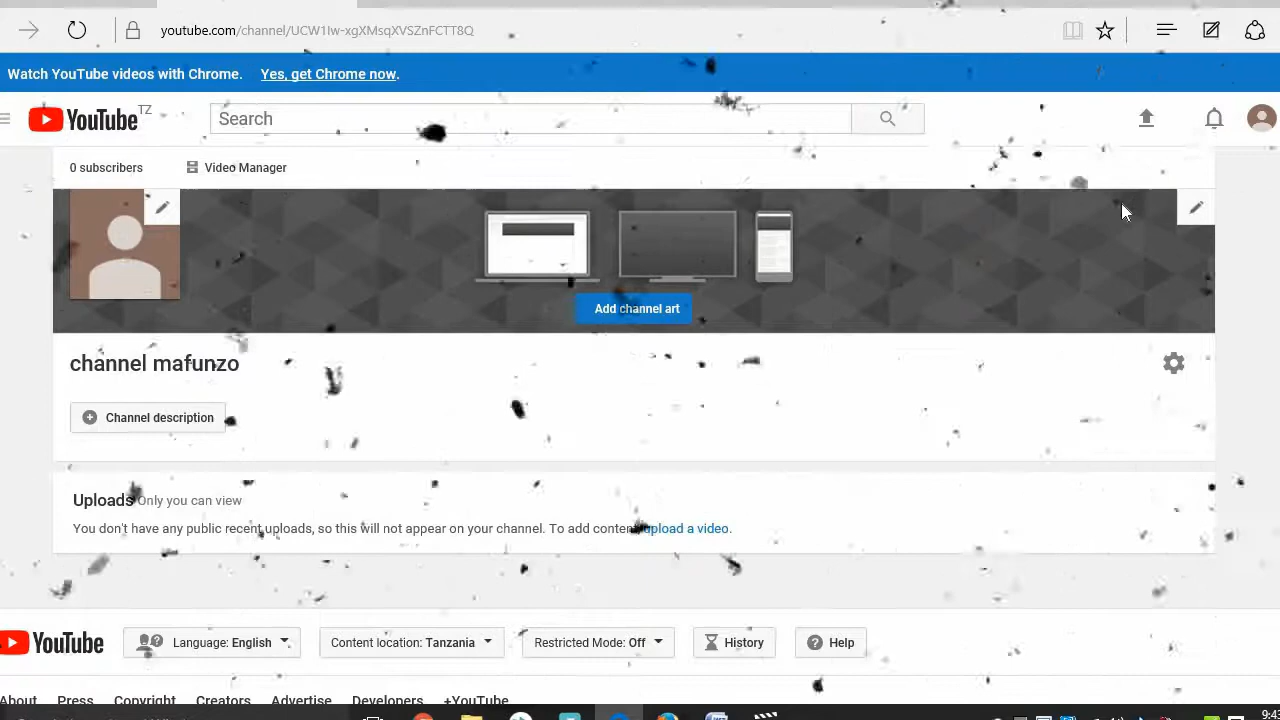 youtube.com/channel/UCW1Iw-xgXMsqXVSZnFCTT8Q
Watch YouTube videos with Chrome. Yes, get Chrome now.
YouTube TZ
Search
0 subscribers Video Manager
Add channel art
channel mafunzo
Channel description
Uploads Only you can view
You don't have any public recent uploads, so this will not appear on your channel. To add content upload a video.
YouTube Language: English Content location: Tanzania Restricted Mode: Off History Help
About Press Copyright Creators Advertise Developers +YouTube